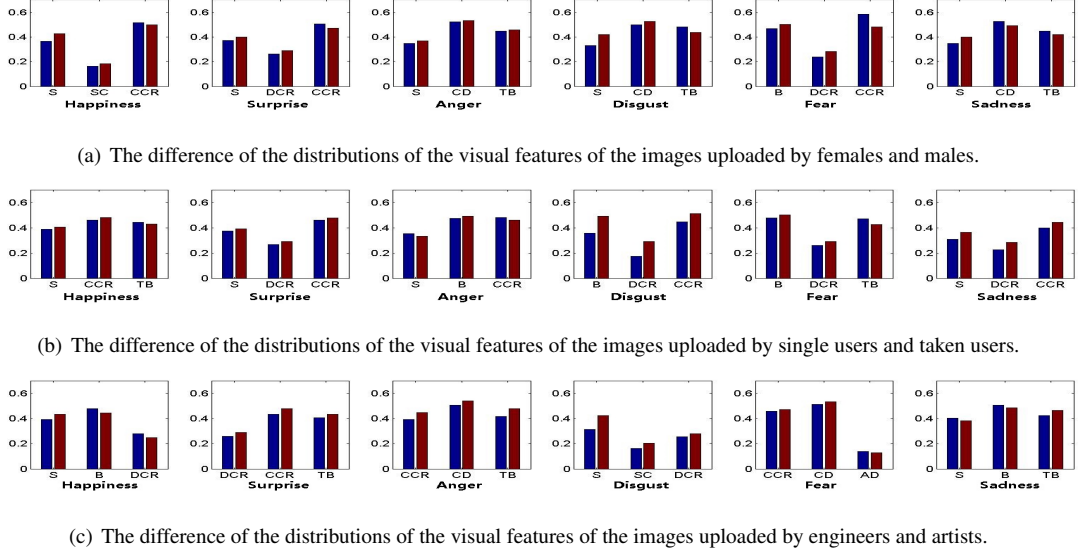 0.6
0.4
0.2
0
S SC CCR
Happiness
0.6
0.4
0.2
0
S DCR CCR
Surprise
0.6
0.4
0.2
0
S CD TB
Anger
0.6
0.4
0.2
0
S CD TB
Disgust
0.6
0.4
0.2
0
B DCR CCR
Fear
0.6
0.4
0.2
0
S CD TB
Sadness
(a) The difference of the distributions of the visual features of the images uploaded by females and males.
0.6
0.4
0.2
0
S CCR TB
Happiness
0.6
0.4
0.2
0
S DCR CCR
Surprise
0.6
0.4
0.2
0
S B CCR
Anger
0.6
0.4
0.2
0
B DCR CCR
Disgust
0.6
0.4
0.2
0
B DCR TB
Fear
0.6
0.4
0.2
0
S DCR CCR
Sadness
(b) The difference of the distributions of the visual features of the images uploaded by single users and taken users.
0.6
0.4
0.2
0
S B DCR
Happiness
0.6
0.4
0.2
0
DCR CCR TB
Surprise
0.6
0.4
0.2
0
CCR CD TB
Anger
0.6
0.4
0.2
0
S SC DCR
Disgust
0.6
0.4
0.2
0
CCR CD AD
Fear
0.6
0.4
0.2
0
S B TB
Sadness
(c) The difference of the distributions of the visual features of the images uploaded by engineers and artists.